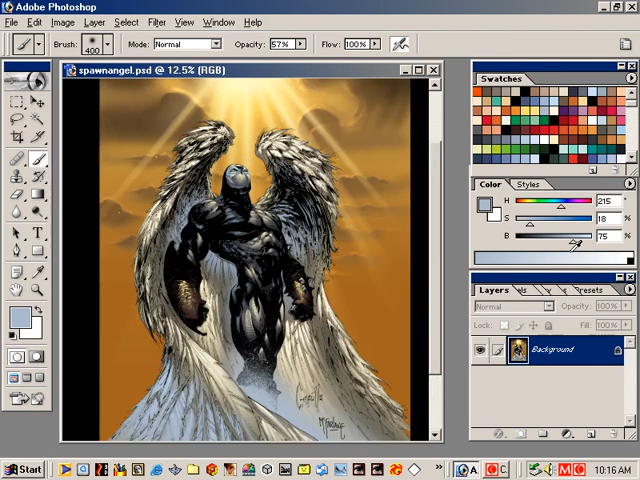 Adobe Photoshop
File Edit Image Layer Select Filter View Window Help
Brush: 400 Mode: Normal Opacity: 57% Flow: 100%
spawnangel.psd @ 12.5% (RGB)
Swatches
Color Styles
H 215 °
S 18 %
B 75 %
Layers
Normal Opacity: 100%
Lock: Fill: 100%
Background
T
Start
10:16 AM